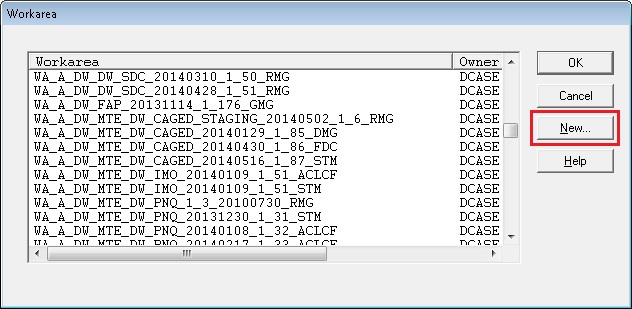 Workarea
Workarea Owner
WA_A_DW_DW_SDC_20140310_1_50_RMG DCASE
WA_A_DW_DW_SDC_20140428_1_51_RMG DCASE
WA_A_DW_FAP_20131114_1_176_GMG DCASE
WA_A_DW_MTE_DW_CAGED_STAGING_20140502_1_6_RMG DCASE
WA_A_DW_MTE_DW_CAGED_20140129_1_85_DMG DCASE
WA_A_DW_MTE_DW_CAGED_20140430_1_86_FDC DCASE
WA_A_DW_MTE_DW_CAGED_20140516_1_87_STM DCASE
WA_A_DW_MTE_DW_IMO_20140109_1_51_ACLCF DCASE
WA_A_DW_MTE_DW_IMO_20140109_1_51_STM DCASE
WA_A_DW_MTE_DW_PNQ_1_3_20100730_RMG DCASE
WA_A_DW_MTE_DW_PNQ_20131230_1_31_STM DCASE
WA_A_DW_MTE_DW_PNQ_20140108_1_32_ACLCF DCASE
WA_A_DW_MTE_DW_PNQ_20140217_1_33_ACLCF DCASE
OK
Cancel
New...
Help